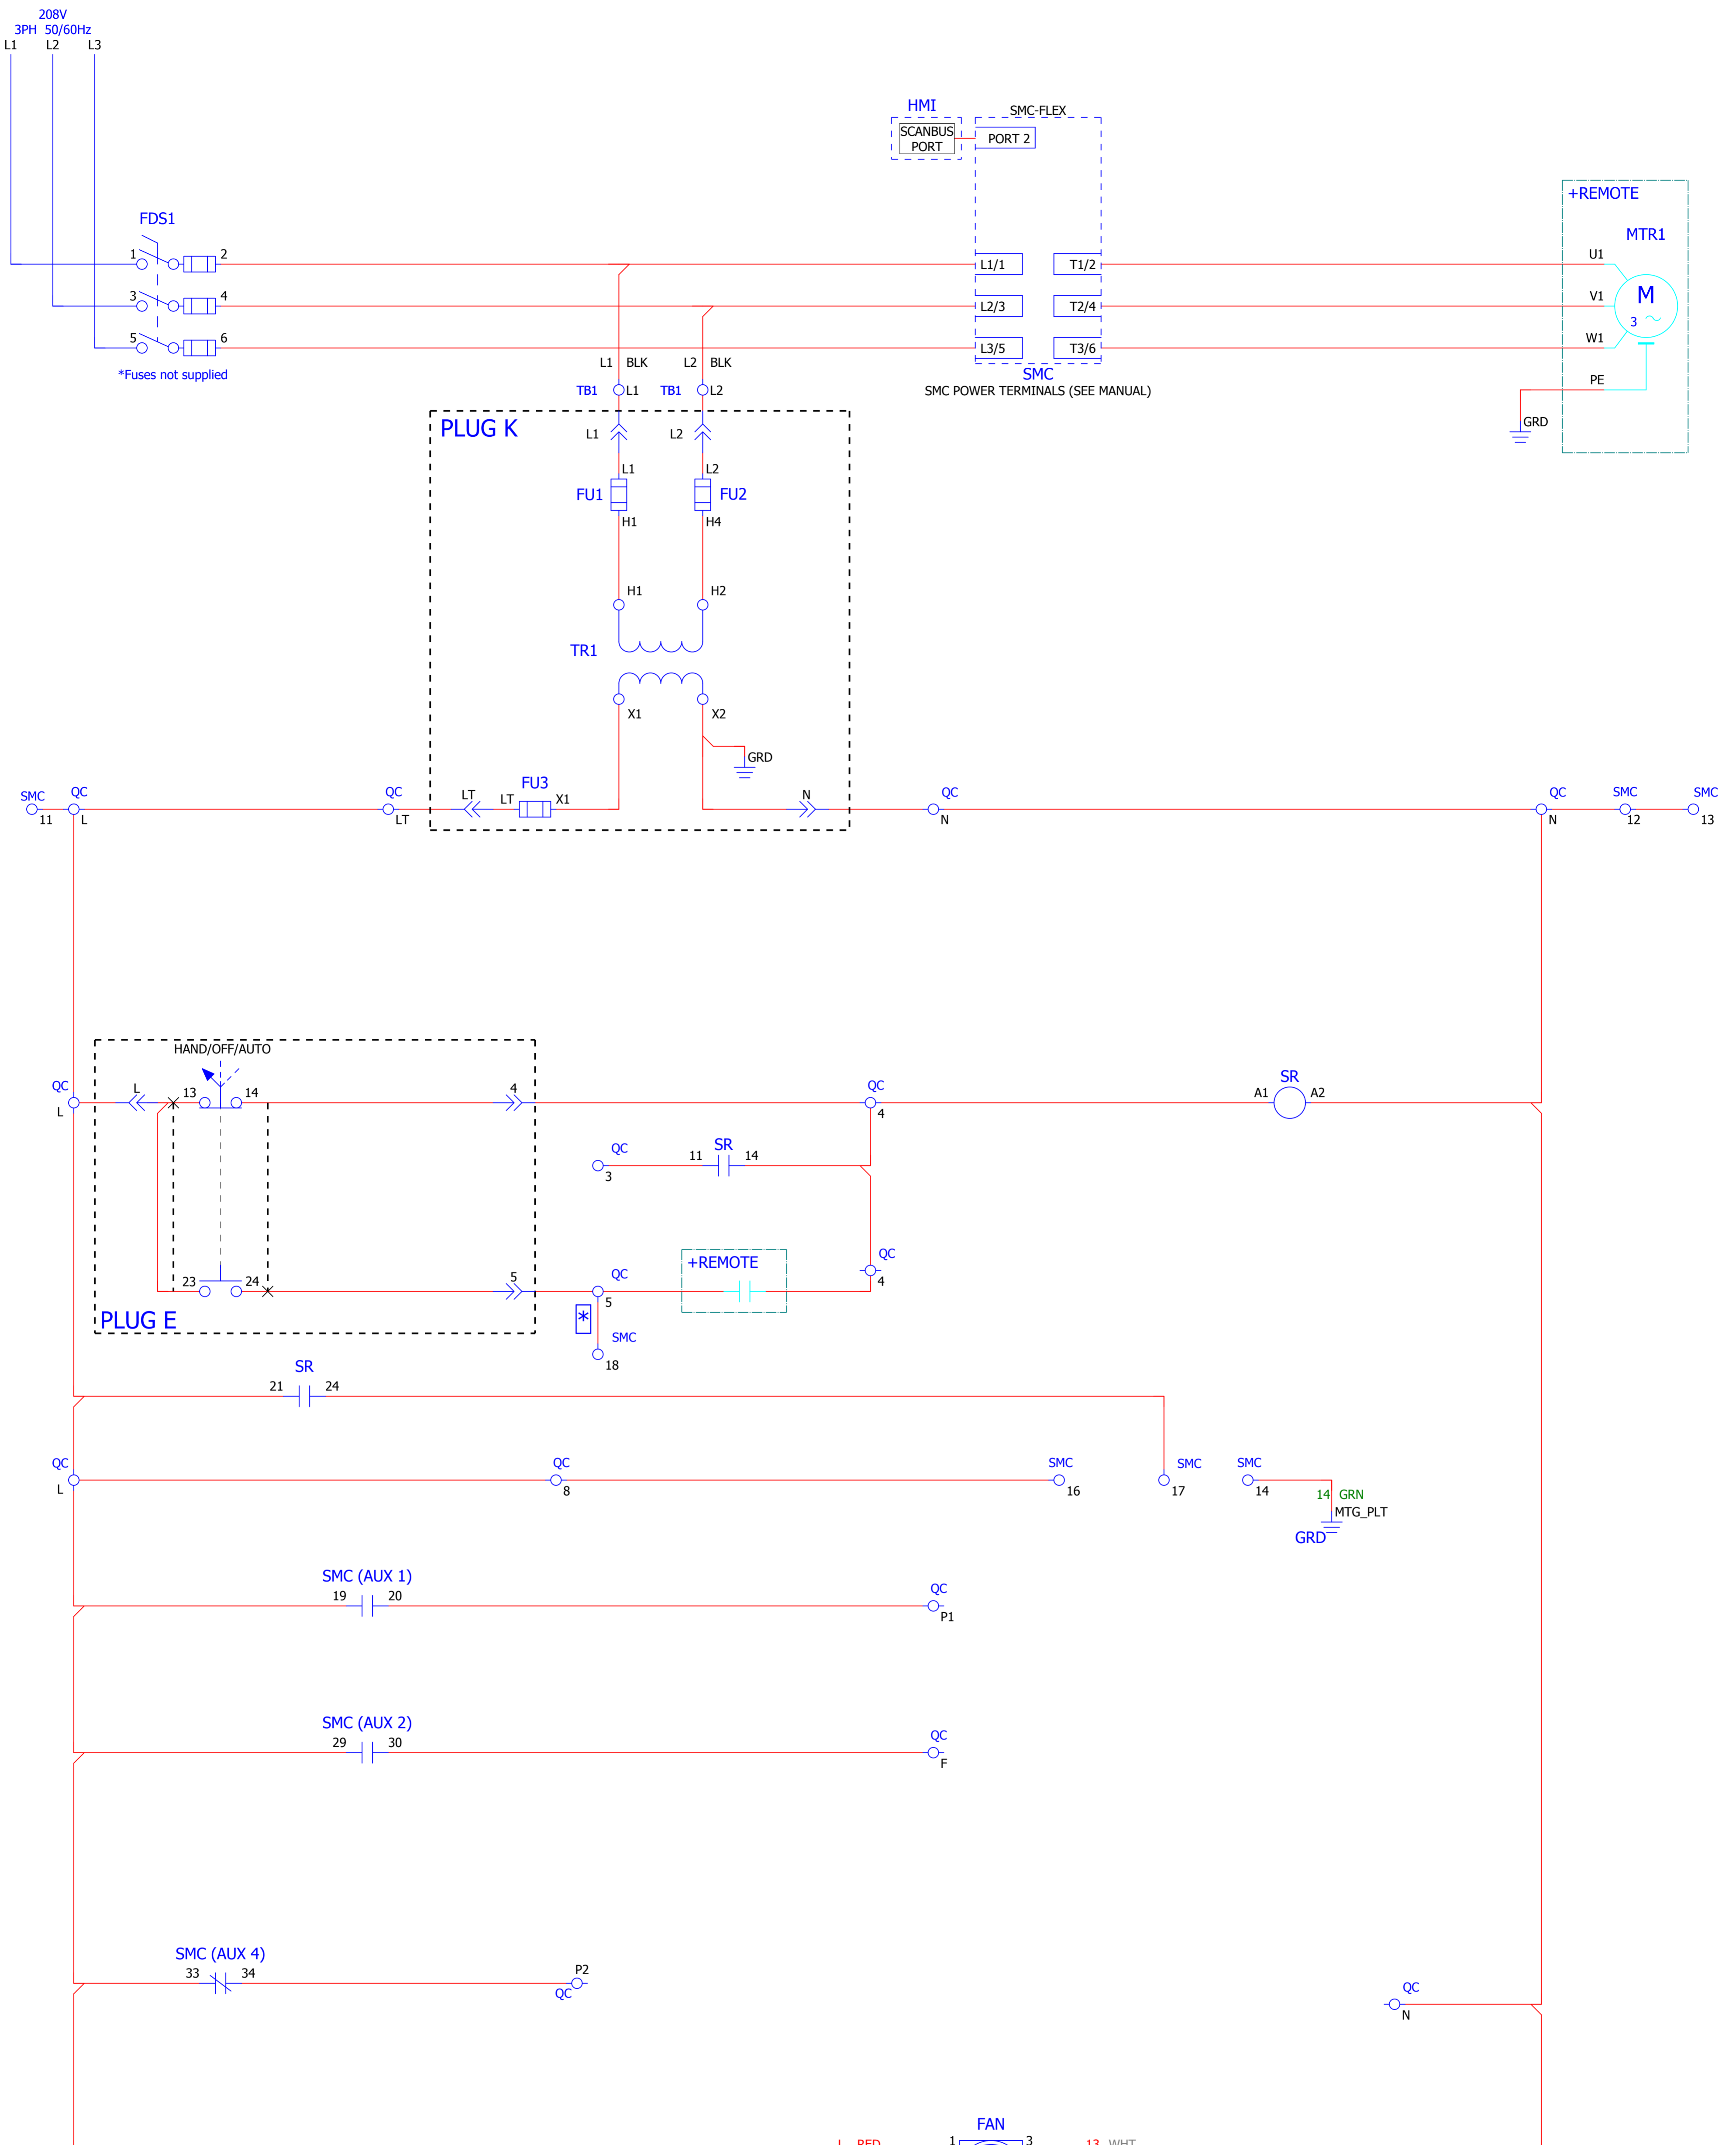 208V
3PH 50/60Hz
L1 L2 L3
HMI
SMC-FLEX
SCANBUS
PORT
PORT 2
+REMOTE
FDS1
MTR1
1 2
L1/1 T1/2
U1
3 4
L2/3 T2/4
V1
M
3
5 6
L3/5 T3/6
W1
*Fuses not supplied
L1 BLK L2 BLK
SMC
SMC POWER TERMINALS (SEE MANUAL)
PE
TB1 L1 TB1 L2
GRD
PLUG K
L1 L2
L1 L2
FU1 FU2
H1 H4
H1 H2
TR1
X1 X2
GRD
SMC QC QC LT FU3 N QC QC SMC SMC
LT X1
11 L LT N N 12 13
HAND/OFF/AUTO
QC L 13 14 4 QC SR
A1 A2
L 4
QC SR
11 14
3
QC
+REMOTE
4
QC
23 24 5
5
PLUG E
*
SMC
18
SR
21 24
QC QC SMC SMC SMC
L 8 16 17 14
14 GRN
MTG_PLT
GRD
SMC (AUX 1)
19 20 QC
P1
SMC (AUX 2)
29 30 QC
F
SMC (AUX 4)
33 34 P2
QC
QC
N
FAN
L RED 1 3 13 WHT